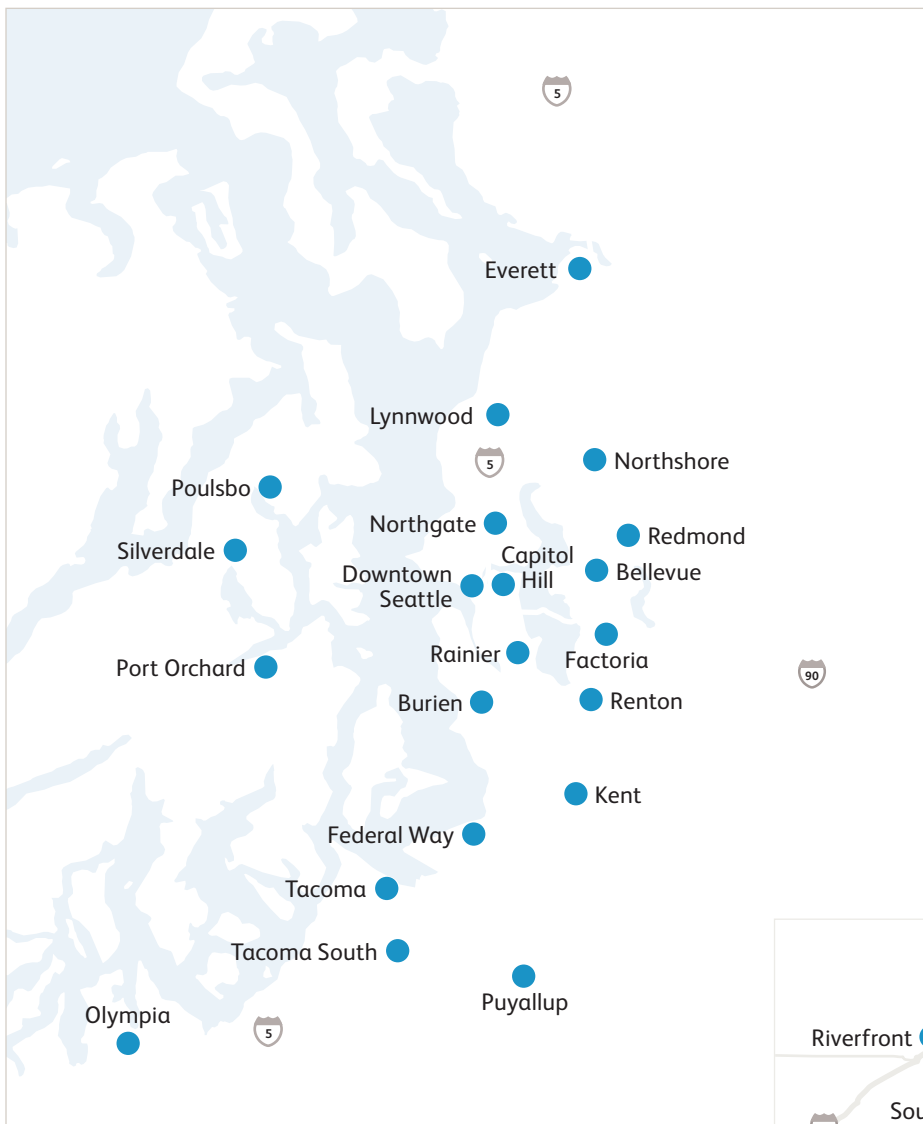 5
Everett
Lynnwood
5
Northshore
Poulsbo
Northgate
Redmond
Silverdale
Capitol
Hill
Bellevue
Downtown
Seattle
Rainier
Factoria
Port Orchard
90
Burien
Renton
Kent
Federal Way
Tacoma
Tacoma South
Puyallup
Olympia
5
Riverfront
Sou